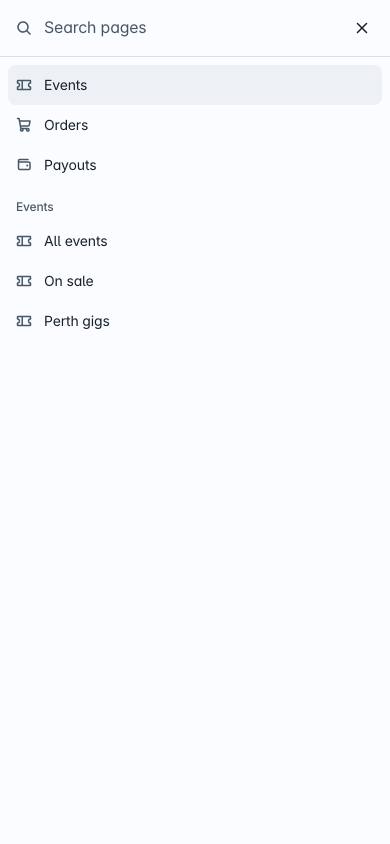 Search pages
Events
Orders
Payouts
Events
All events
On sale
Perth gigs